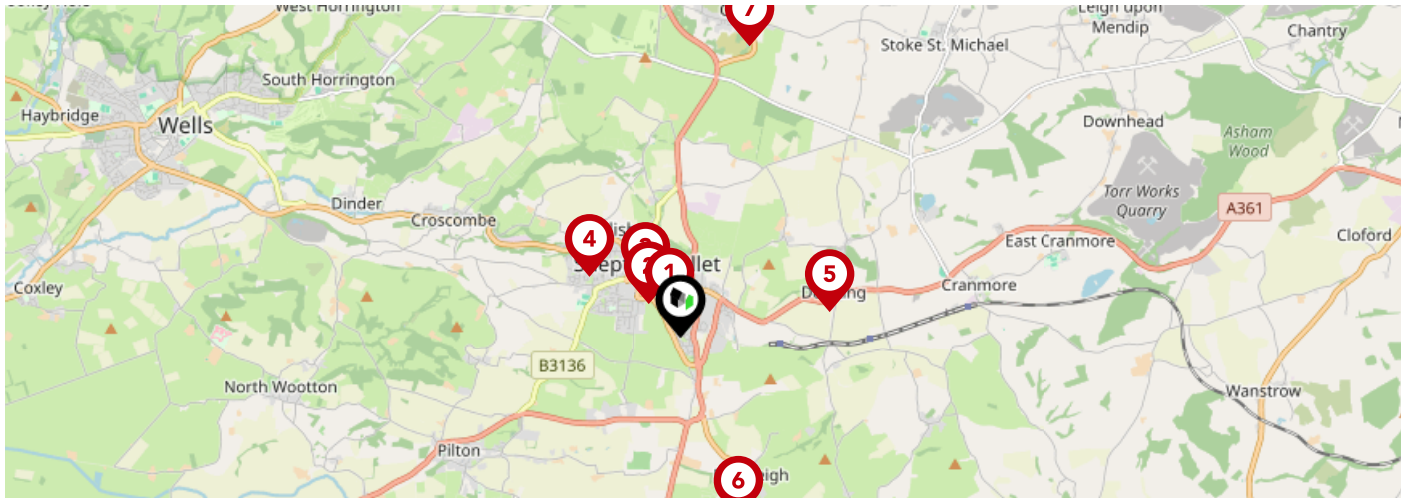 West Horrington
7
Leigh upon
Mendip
Chantry
Stoke St. Michael
South Horrington
Haybridge
Wells
Downhead
Asham
Wood
Torr Works
Quarry
A361
Dinder
Croscombe
4
East Cranmore
Cloford
1
5
Cranmore
Coxley
B3136
North Wootton
Wanstrow
Pilton
6